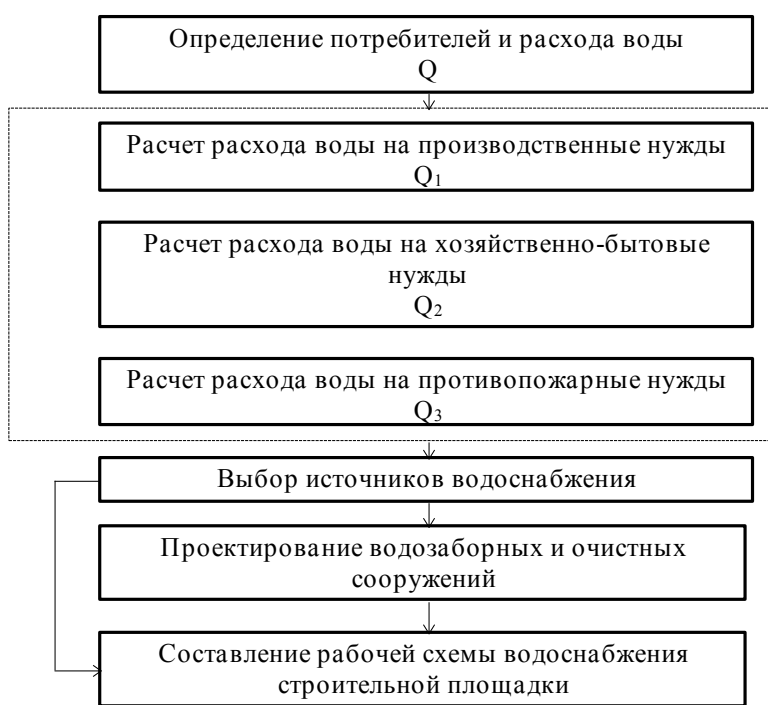 Определение потребителей и расхода воды
Q
Расчет расхода воды на производственные нужды
Q₁
Расчет расхода воды на хозяйственно-бытовые
нужды
Q₂
Расчет расхода воды на противопожарные нужды
Q₃
Выбор источников водоснабжения
Проектирование водозаборных и очистных
сооружений
Составление рабочей схемы водоснабжения
строительной площадки